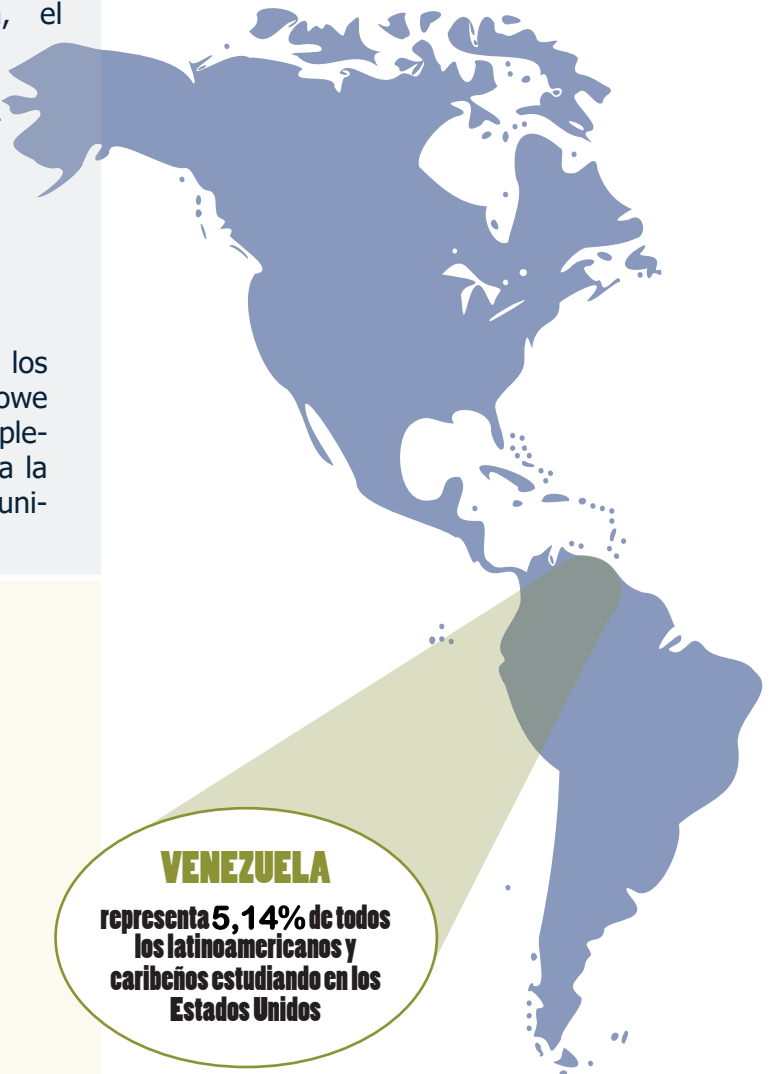 , el
los
owe
ple-
a la
uni-
VENEZUELA
representa 5,14% de todos
los latinoamericanos y
caribeños estudiando en los
Estados Unidos